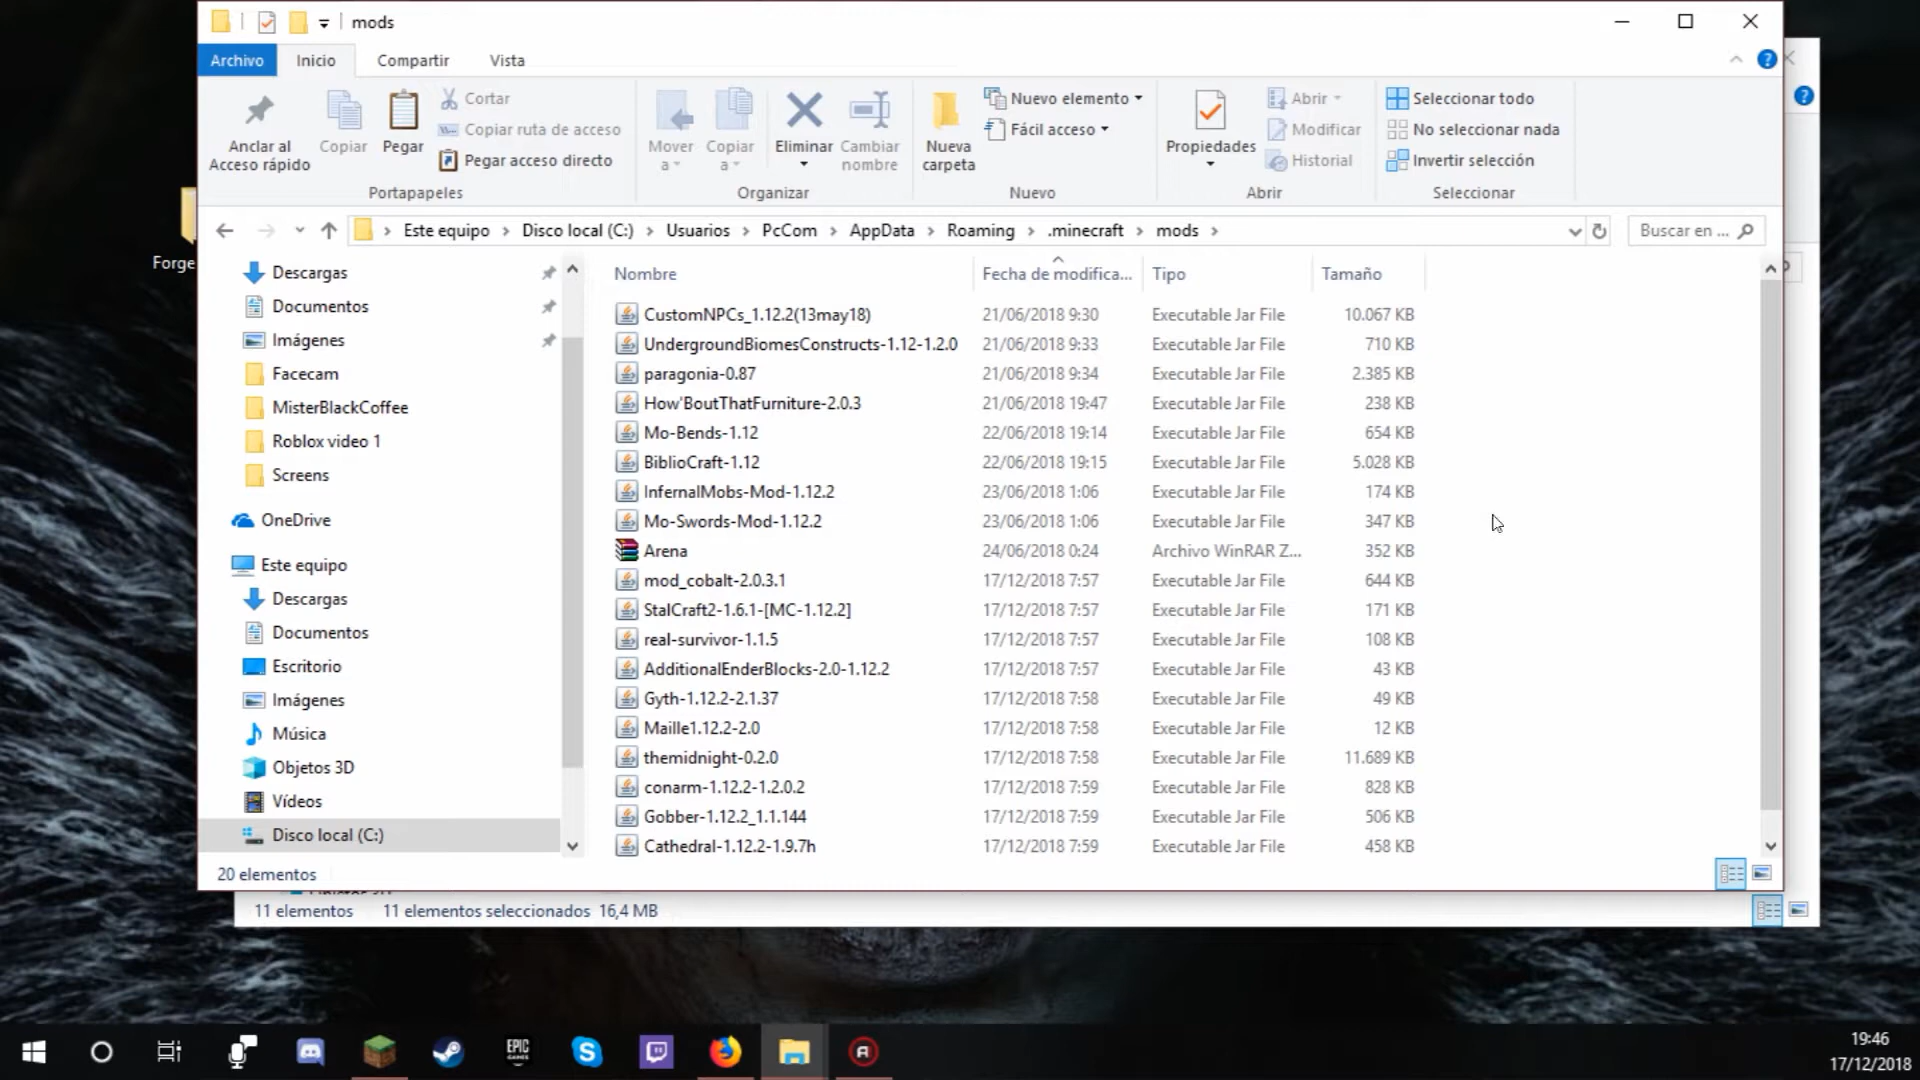 mods
Archivo Inicio Compartir Vista
Anclar al
Acceso rápido
Copiar
Pegar
Cortar
Copiar ruta de acceso
Pegar acceso directo
Portapapeles
Mover
a
Copiar
a
Eliminar
Cambiar
nombre
Organizar
Nueva
carpeta
Nuevo elemento
Fácil acceso
Nuevo
Propiedades
Abrir
Modificar
Historial
Abrir
Seleccionar todo
No seleccionar nada
Invertir selección
Seleccionar
Este equipo > Disco local (C:) > Usuarios > PcCom > AppData > Roaming > .minecraft > mods >
Buscar en ...
Forge
Descargas
Documentos
Imágenes
Facecam
MisterBlackCoffee
Roblox video 1
Screens
OneDrive
Este equipo
Descargas
Documentos
Escritorio
Imágenes
Música
Objetos 3D
Vídeos
Disco local (C:)
Nombre Fecha de modifica... Tipo Tamaño
CustomNPCs_1.12.2(13may18) 21/06/2018 9:30 Executable Jar File 10.067 KB
UndergroundBiomesConstructs-1.12-1.2.0 21/06/2018 9:33 Executable Jar File 710 KB
paragonia-0.87 21/06/2018 9:34 Executable Jar File 2.385 KB
How'BoutThatFurniture-2.0.3 21/06/2018 19:47 Executable Jar File 238 KB
Mo-Bends-1.12 22/06/2018 19:14 Executable Jar File 654 KB
BiblioCraft-1.12 22/06/2018 19:15 Executable Jar File 5.028 KB
InfernalMobs-Mod-1.12.2 23/06/2018 1:06 Executable Jar File 174 KB
Mo-Swords-Mod-1.12.2 23/06/2018 1:06 Executable Jar File 347 KB
Arena 24/06/2018 0:24 Archivo WinRAR Z... 352 KB
mod_cobalt-2.0.3.1 17/12/2018 7:57 Executable Jar File 644 KB
StalCraft2-1.6.1-[MC-1.12.2] 17/12/2018 7:57 Executable Jar File 171 KB
real-survivor-1.1.5 17/12/2018 7:57 Executable Jar File 108 KB
AdditionalEnderBlocks-2.0-1.12.2 17/12/2018 7:57 Executable Jar File 43 KB
Gyth-1.12.2-2.1.37 17/12/2018 7:58 Executable Jar File 49 KB
Maille1.12.2-2.0 17/12/2018 7:58 Executable Jar File 12 KB
themidnight-0.2.0 17/12/2018 7:58 Executable Jar File 11.689 KB
conarm-1.12.2-1.2.0.2 17/12/2018 7:59 Executable Jar File 828 KB
Gobber-1.12.2_1.1.144 17/12/2018 7:59 Executable Jar File 506 KB
Cathedral-1.12.2-1.9.7h 17/12/2018 7:59 Executable Jar File 458 KB
20 elementos
11 elementos 11 elementos seleccionados 16,4 MB
EPIC
GAMES
19:46
17/12/2018